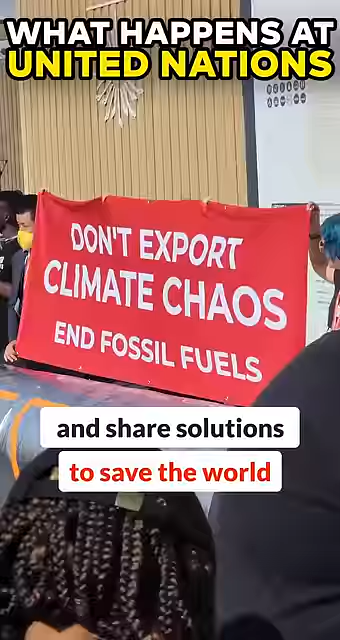 WHAT HAPPENS AT
UNITED NATIONS
DON'T EXPORT
CLIMATE CHAOS
END FOSSIL FUELS
and share solutions
to save the world